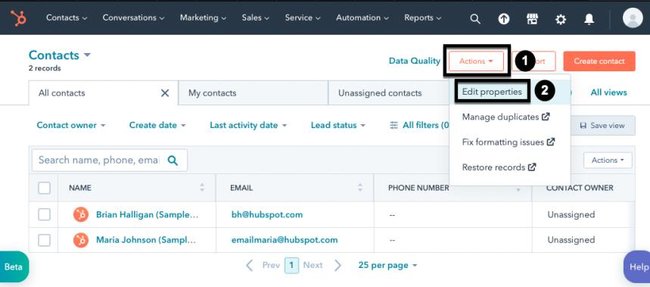 Contacts Conversations Marketing Sales Service Automation Reports
Contacts
2 records
Data Quality Actions 1 Create contact
Edit properties 2
Manage duplicates
Fix formatting issues
Restore records
All contacts My contacts Unassigned contacts All views
Contact owner Create date Last activity date Lead status All filters (0 Save view
Search name, phone, ema Actions
NAME EMAIL PHONE NUMBER CONTACT OWNER
Brian Halligan (Sample... bh@hubspot.com -- Unassigned
Maria Johnson (Sampl... emailmaria@hubspot.com -- Unassigned
Prev 1 Next 25 per page
Beta
Help